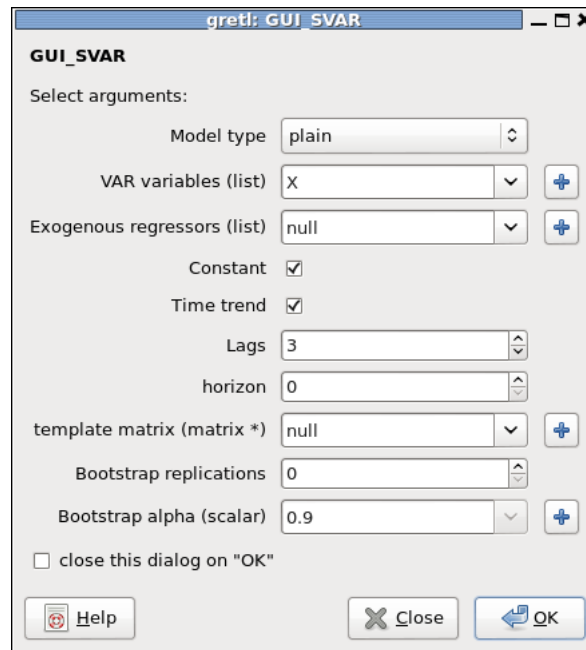 gretl: GUI_SVAR
GUI_SVAR
Select arguments:
Model type plain
VAR variables (list) X
Exogenous regressors (list) null
Constant
Time trend
Lags 3
horizon 0
template matrix (matrix *) null
Bootstrap replications 0
Bootstrap alpha (scalar) 0.9
close this dialog on "OK"
Help Close OK